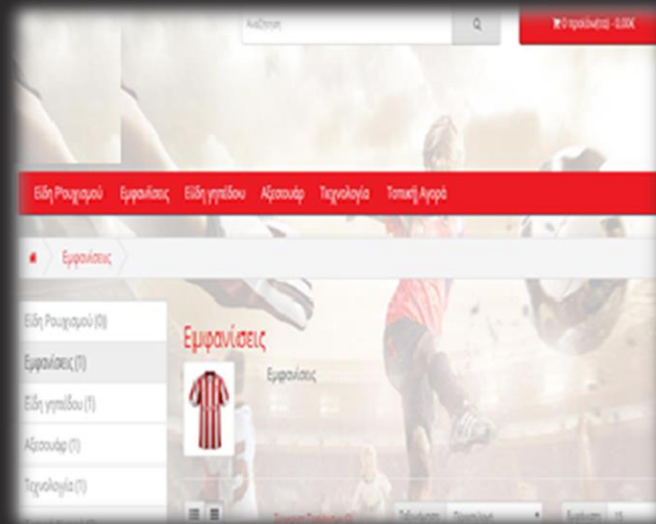 Αναζήτηση
0 προϊόν(τα) - 0,00€
Είδη Ρουχισμού Εμφανίσεις Είδη γηπέδου Αξεσουάρ Τεχνολογία Τοπική Αγορά
Εμφανίσεις
Είδη Ρουχισμού (0)
Εμφανίσεις (1)
Είδη γηπέδου (1)
Αξεσουάρ (1)
Τεχνολογία (1)
Εμφανίσεις
Εμφανίσεις